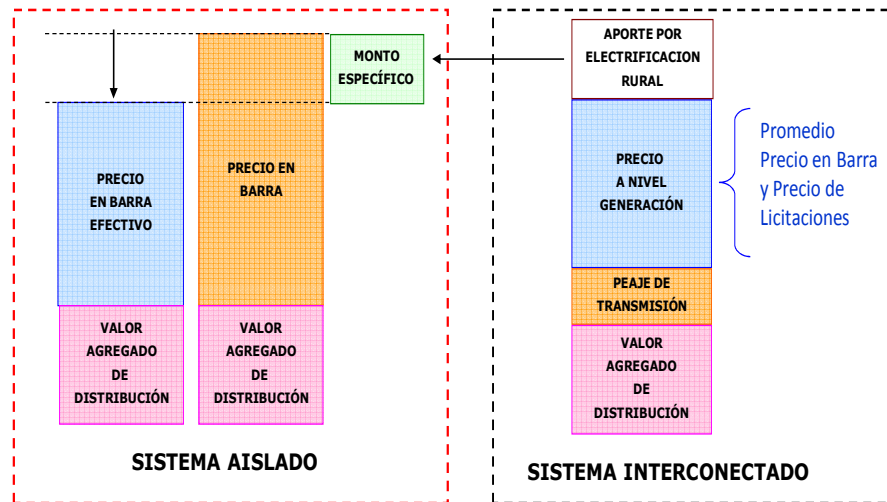 MONTO
ESPECÍFICO
PRECIO
EN BARRA
EFECTIVO
PRECIO EN
BARRA
VALOR
AGREGADO
DE
DISTRIBUCIÓN
VALOR
AGREGADO
DE
DISTRIBUCIÓN
SISTEMA AISLADO
APORTE POR
ELECTRIFICACION
RURAL
PRECIO
A NIVEL
GENERACIÓN
Promedio
Precio en Barra
y Precio de
Licitaciones
PEAJE DE
TRANSMISIÓN
VALOR
AGREGADO
DE
DISTRIBUCIÓN
SISTEMA INTERCONECTADO